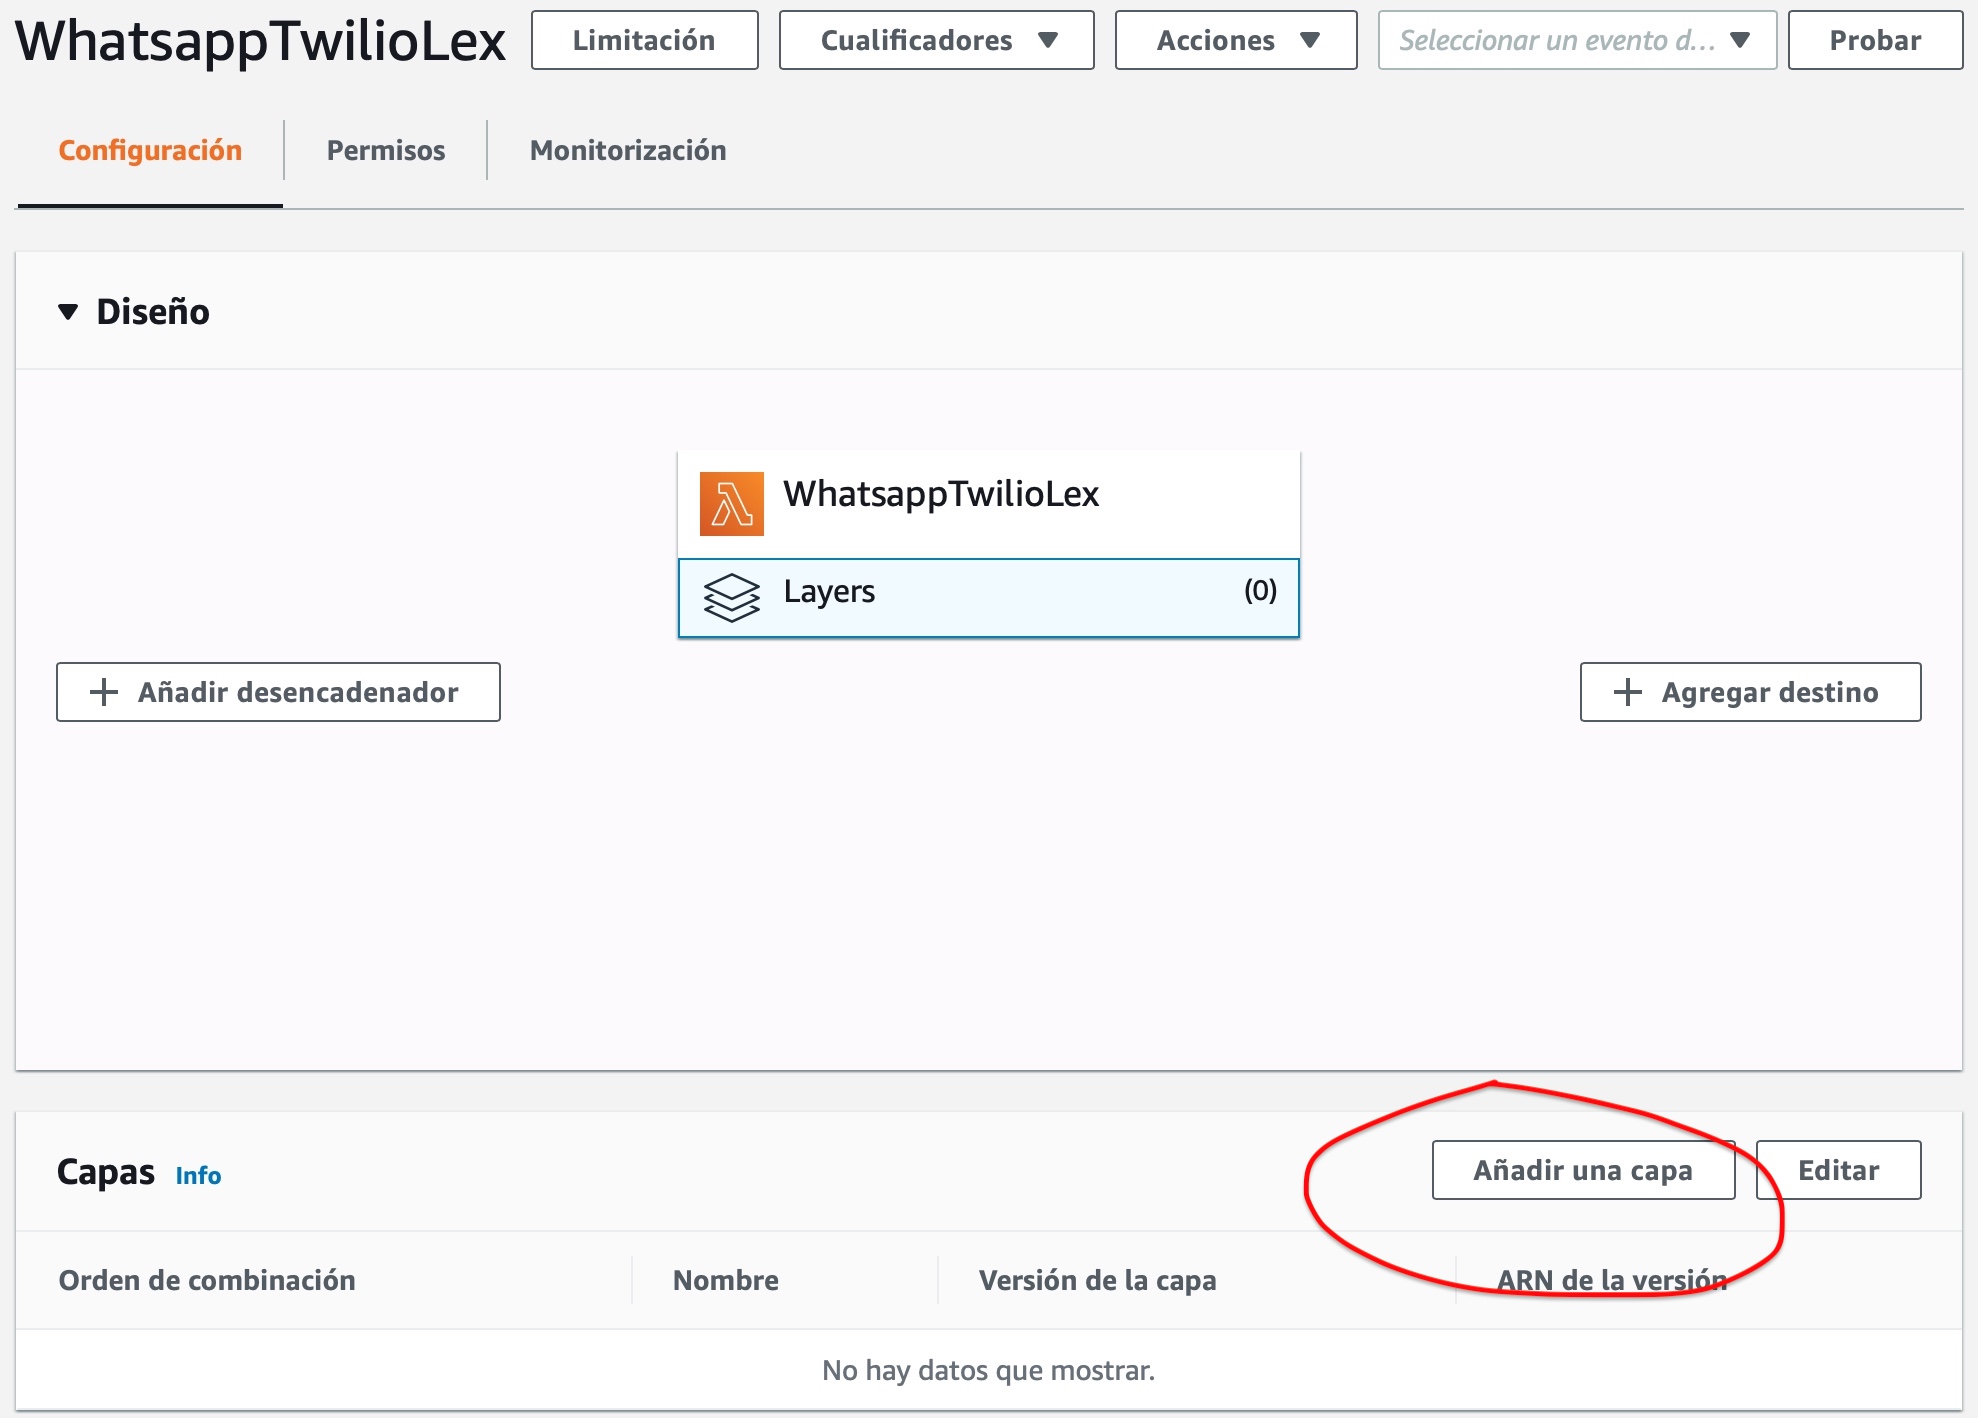 WhatsappTwilioLex Limitación Cualificadores Acciones Seleccionar un evento d... Probar
Configuración Permisos Monitorización
Diseño
WhatsappTwilioLex
Layers (0)
Añadir desencadenador Agregar destino
Capas Info Añadir una capa Editar
Orden de combinación Nombre Versión de la capa ARN de la versión
No hay datos que mostrar.